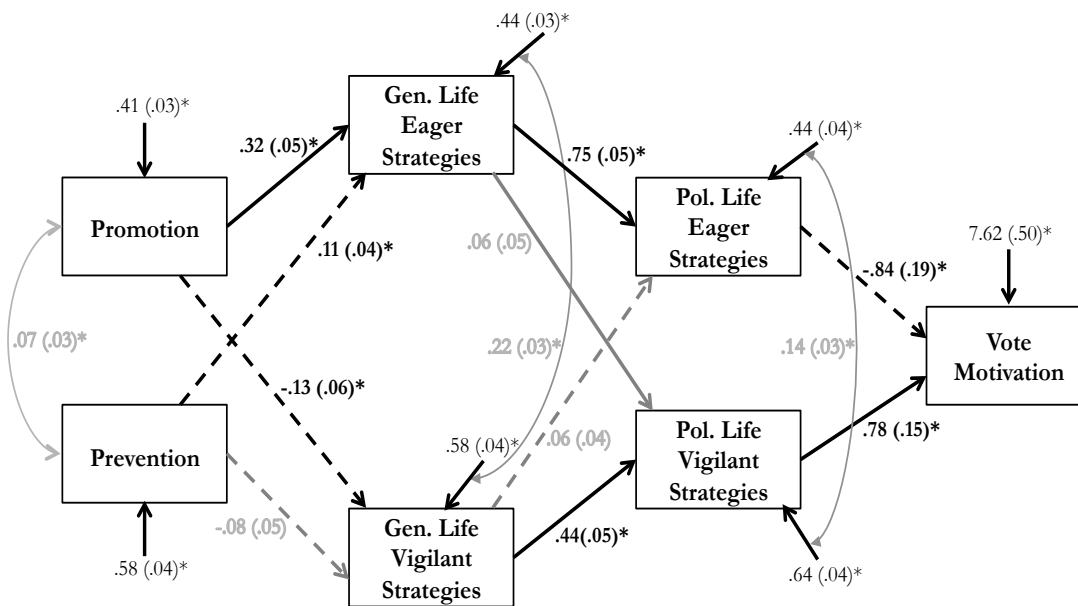 .44 (.03)*
Gen. Life
Eager
Strategies
.41 (.03)*
.32 (.05)*
.44 (.04)*
.75 (.05)*
Promotion
Pol. Life
Eager
Strategies
.11 (.04)*
.06 (.05)
7.62 (.50)*
-.84 (.19)*
.07 (.03)*
.22 (.03)*
.14 (.03)*
Vote
Motivation
-.13 (.06)*
Prevention
.06 (.04)
.58 (.04)*
Pol. Life
Vigilant
Strategies
.78 (.15)*
-.08 (.05)
Gen. Life
Vigilant
Strategies
.44(.05)*
.58 (.04)*
.64 (.04)*